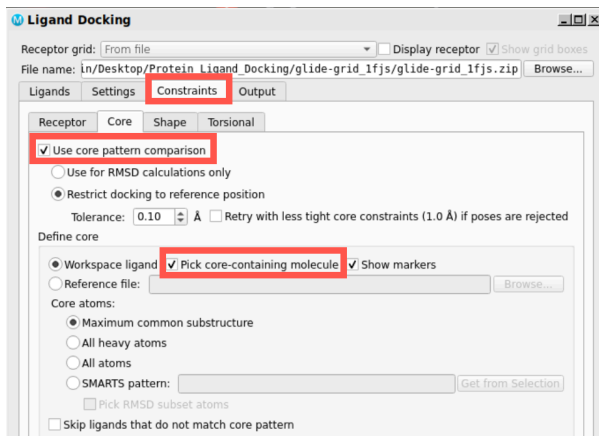 Ligand Docking
Receptor grid: From file Display receptor Show grid boxes
File name: in/Desktop/Protein_Ligand_Docking/glide-grid_1fjs/glide-grid_1fjs.zip Browse...
Ligands Settings Constraints Output
Receptor Core Shape Torsional
Use core pattern comparison
Use for RMSD calculations only
Restrict docking to reference position
Tolerance: 0.10 Å Retry with less tight core constraints (1.0 Å) if poses are rejected
Define core
Workspace ligand Pick core-containing molecule Show markers
Reference file: Browse...
Core atoms:
Maximum common substructure
All heavy atoms
All atoms
SMARTS pattern: Get from Selection
Pick RMSD subset atoms
Skip ligands that do not match core pattern